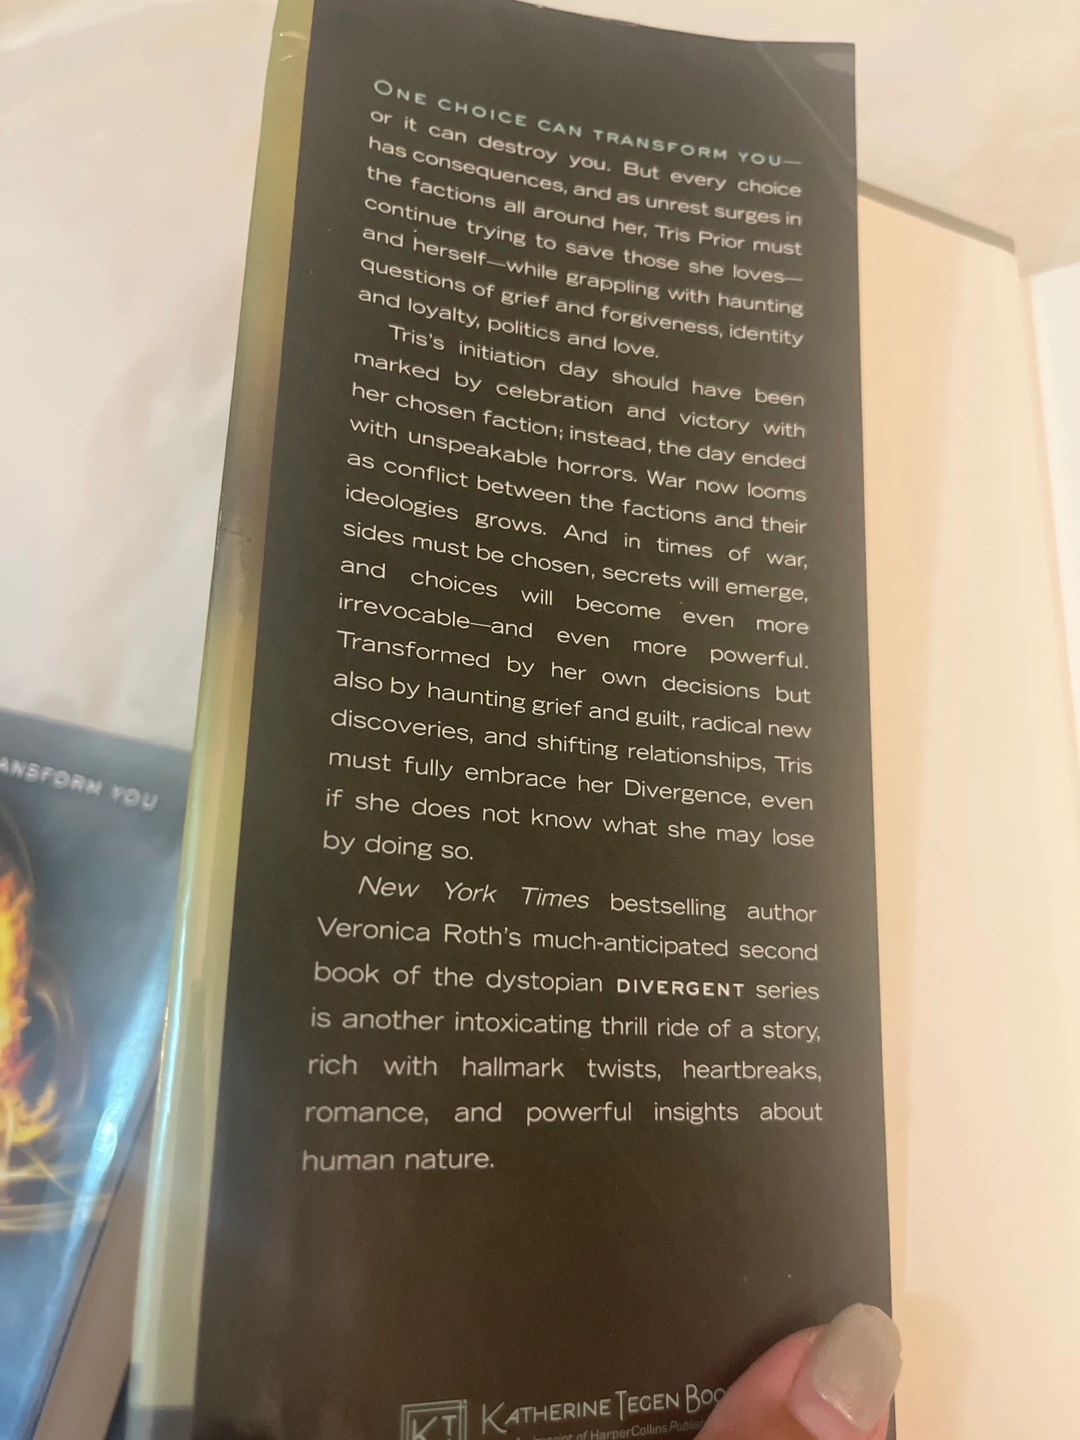 ONE CHOICE CAN TRANSFORM YOU—
or it can destroy you. But every choice
has consequences, and as unrest surges in
the factions all around her, Tris Prior must
continue trying to save those she loves—
and herself—while grappling with haunting
questions of grief and forgiveness, identity
and loyalty, politics and love.
Tris's initiation day should have been
marked by celebration and victory with
her chosen faction; instead, the day ended
with unspeakable horrors. War now looms
as conflict between the factions and their
ideologies grows. And in times of war,
sides must be chosen, secrets will emerge,
and choices will become even more
irrevocable—and even more powerful.
Transformed by her own decisions but
also by haunting grief and guilt, radical new
discoveries, and shifting relationships, Tris
must fully embrace her Divergence, even
if she does not know what she may lose
by doing so.
New York Times bestselling author
Veronica Roth's much-anticipated second
book of the dystopian DIVERGENT series
is another intoxicating thrill ride of a story,
rich with hallmark twists, heartbreaks,
romance, and powerful insights about
human nature.
KT KATHERINE TEGEN BOO
of HarperCollins Publis
ANSFORM YOU